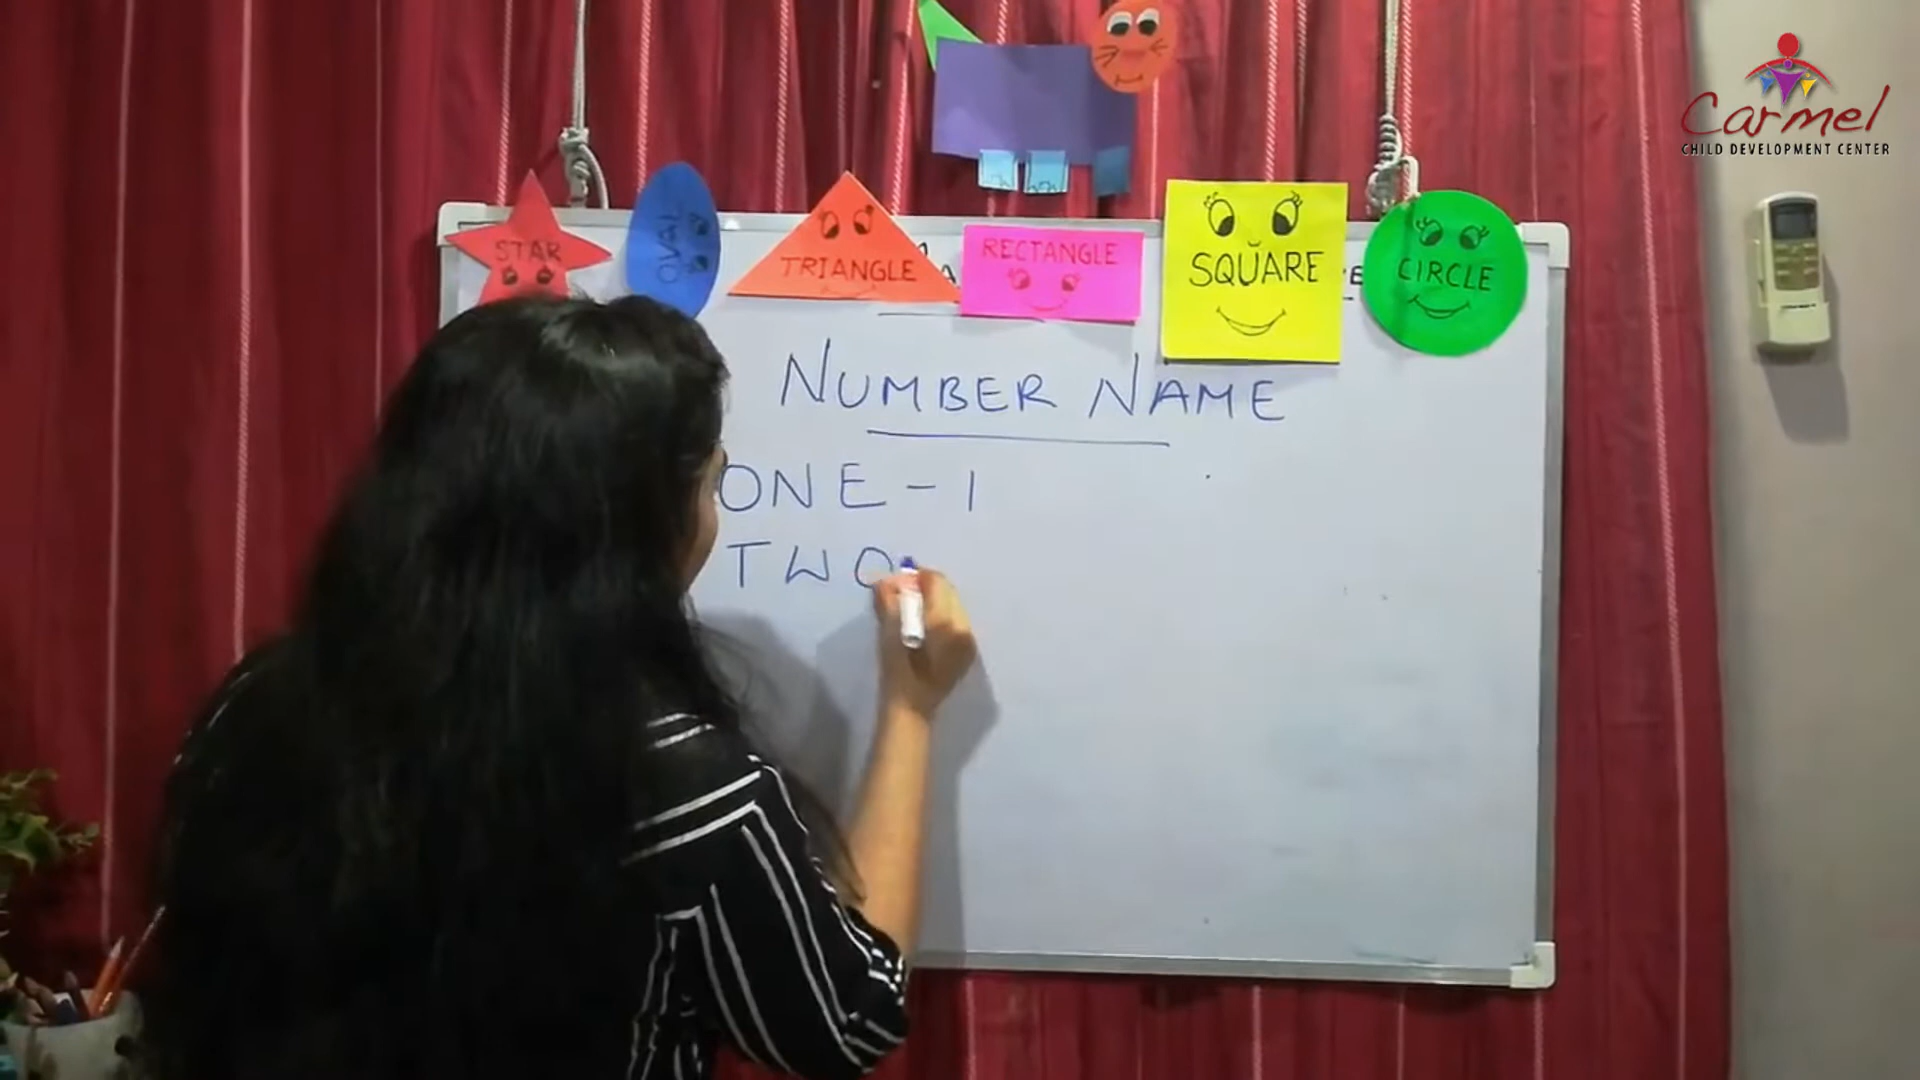 Carmel
CHILD DEVELOPMENT CENTER
STAR
OVAL
TRIANGLE
RECTANGLE
SQUARE
CIRCLE
NUMBER NAME
ONE - 1
TWO